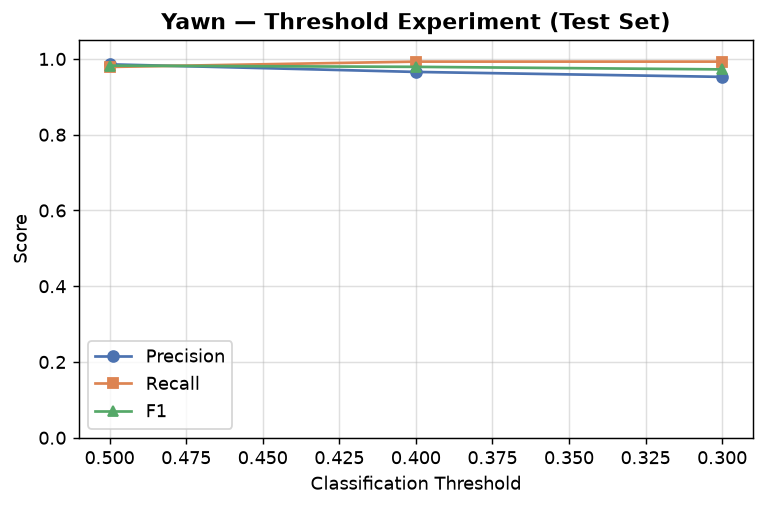 Yawn — Threshold Experiment (Test Set)
1.0
0.8
0.6
0.4
0.2
0.0
Score
Precision
Recall
F1
0.500 0.475 0.450 0.425 0.400 0.375 0.350 0.325 0.300
Classification Threshold